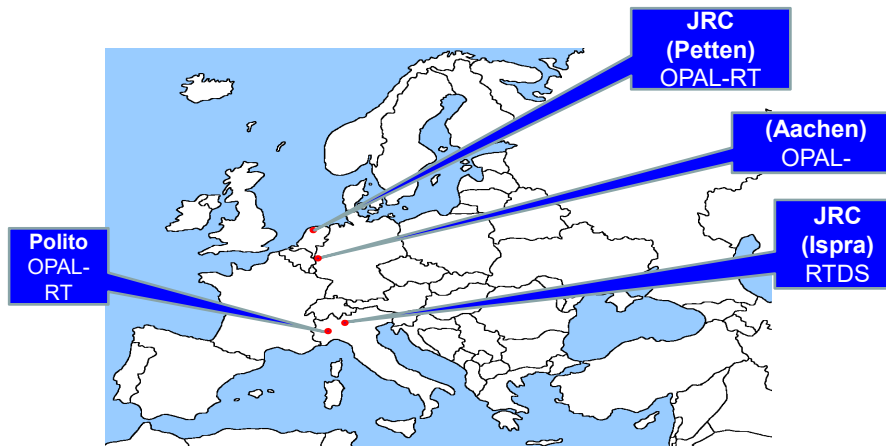 JRC
(Petten)
OPAL-RT
(Aachen)
OPAL-
JRC
(Ispra)
RTDS
Polito
OPAL-
RT